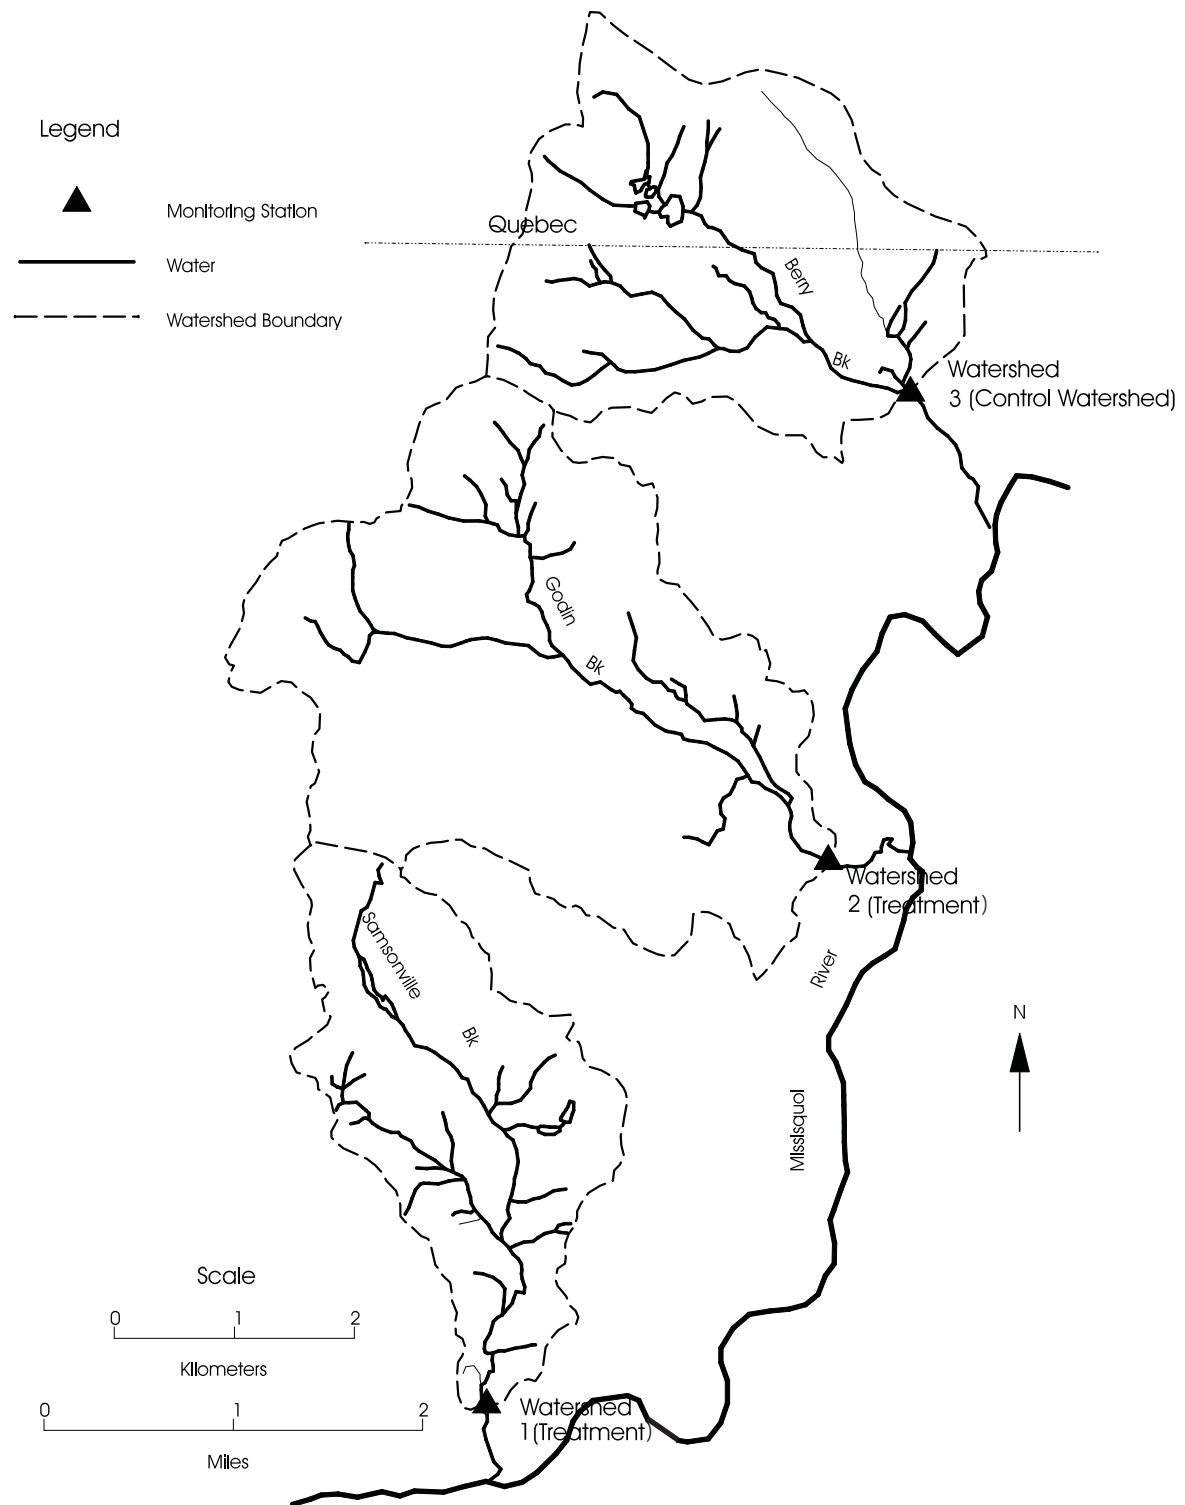 Legend
Monitoring Station
Quebec
Water
Berry
Watershed Boundary
Bk
Watershed
3 (Control Watershed)
Godin
Bk
Watershed
2 (Treatment)
Samsonville
River
N
Bk
Missisquoi
Scale
0 1 2
Kilometers
Watershed
1 (Treatment)
0 1 2
Miles